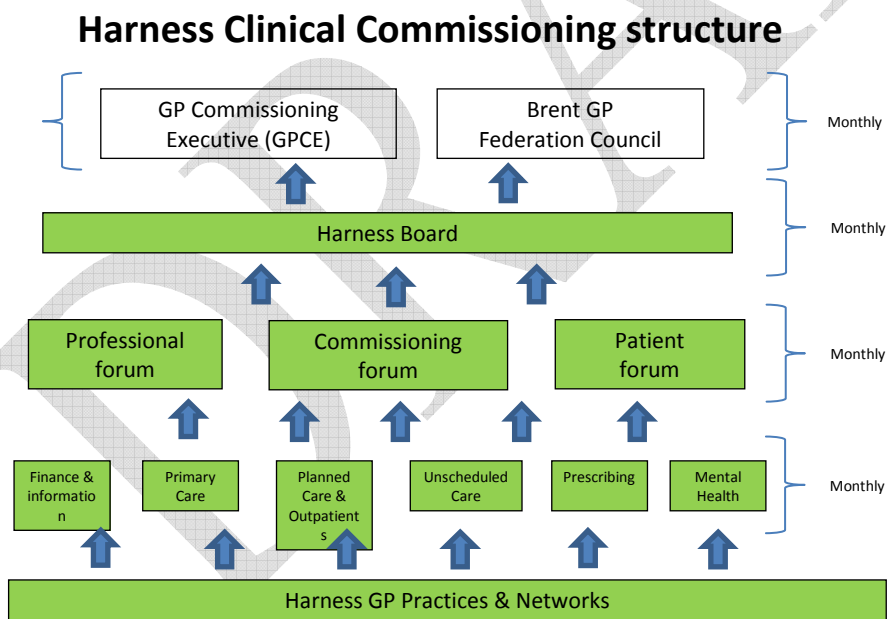 Harness Clinical Commissioning structure
GP Commissioning
Executive (GPCE)
Brent GP
Federation Council
Monthly
Harness Board
Monthly
Professional
forum
Commissioning
forum
Patient
forum
Monthly
Finance &
informatio
n
Primary
Care
Planned
Care &
Outpatient
s
Unscheduled
Care
Prescribing
Mental
Health
Monthly
Harness GP Practices & Networks